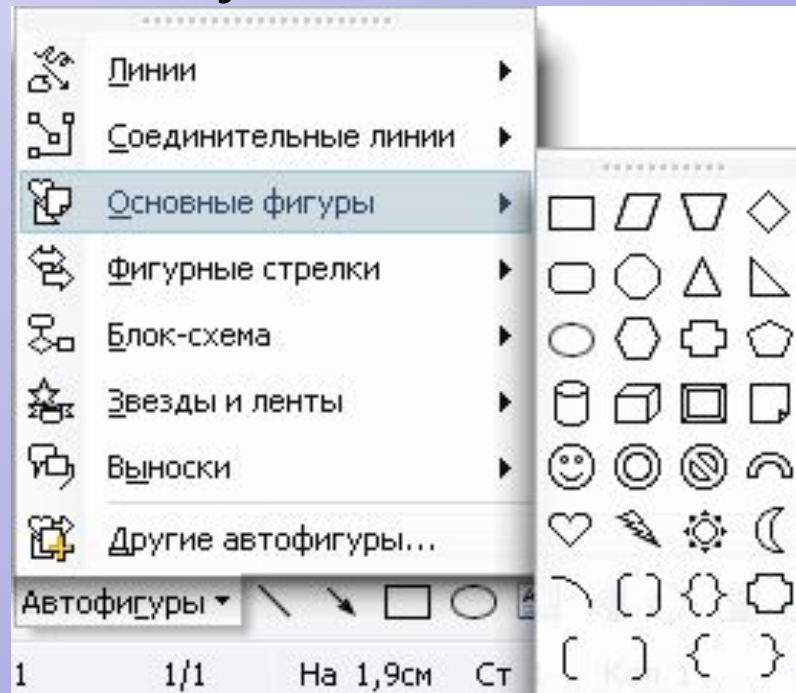 Линии
Соединительные линии
Основные фигуры
Фигурные стрелки
Блок-схема
Звезды и ленты
Выноски
Другие автофигуры...
Автофигуры
1 1/1 На 1,9см Ст 1